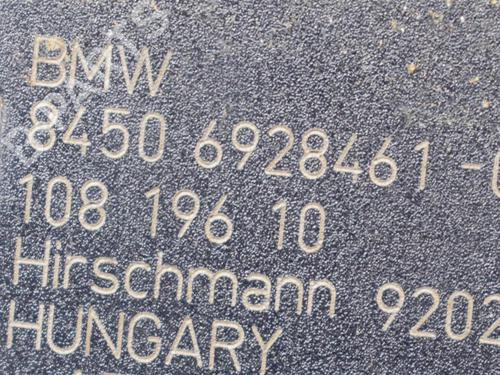 BMW
8450 6928461-
108 196 10
Hirschmann 9202
HUNGARY